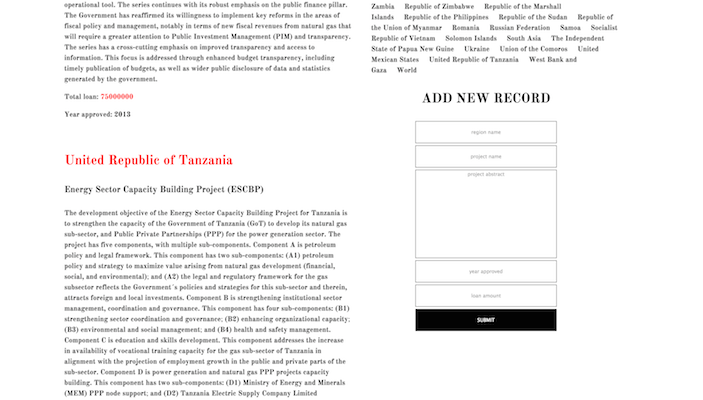 operational tool. The series continues with its robust emphasis on the public finance pillar.
The Government has reaffirmed its willingness to implement key reforms in the areas of
fiscal policy and monitoring, notably in terms of new fiscal revenues from natural gas that
will require a greater attention to Public Investment Management (PIM) and transparency.
The series has a cross-cutting emphasis on improved transparency and access to
information. This focus is addressed through enhanced budget transparency, including
timely publication of budgets, as well as wider public disclosure of data and statistics
generated by the government.
Total loan: 75000000
Year approved: 2013
United Republic of Tanzania
Energy Sector Capacity Building Project (ESCBP)
The development objective of the Energy Sector Capacity Building Project for Tanzania is
to strengthen the capacity of the Government of Tanzania (GoT) to develop its natural gas
sub-sector, and Public Private Partnerships (PPP) for the power generation sector. The
project has five components, with multiple sub-components. Component A is petroleum
policy and legal framework. This component has two sub-components: (A1) petroleum
policy and strategy to maximize value arising from natural gas development (financial,
social, and environmental); and (A2) the legal and regulatory framework for the gas
subsector reflects the Government`s policies and strategies for this sub-sector and therein,
attracts foreign and local investments. Component B is strengthening institutional sector
management, coordination and governance. This component has four sub-components: (B1)
strengthening sector coordination and governance; (B2) enhancing organizational capacity;
(B3) environmental and social management; and (B4) health and safety management.
Component C is education and skills development. This component addresses the increase
in availability of vocational training capacity for the gas sub-sector of Tanzania in
alignment with the projection of employment growth in the public and private parts of the
sub-sector. Component D is power generation and natural gas PPP projects capacity
building. This component has two sub-components: (D1) Ministry of Energy and Minerals
(MEM) PPP node support; and (D2) Tanzania Electric Supply Company Limited
Zambia Republic of Zimbabwe Republic of the Marshall
Islands Republic of the Philippines Republic of the Sudan Republic of
the Union of Myanmar Romania Russian Federation Samoa Socialist
Republic of Vietnam Solomon Islands South Asia The Independent
State of Papua New Guine Ukraine Union of the Comoros United
Mexican States United Republic of Tanzania West Bank and
Gaza World
ADD NEW RECORD
region name
project name
project abstract
year approved
loan amount
SUBMIT